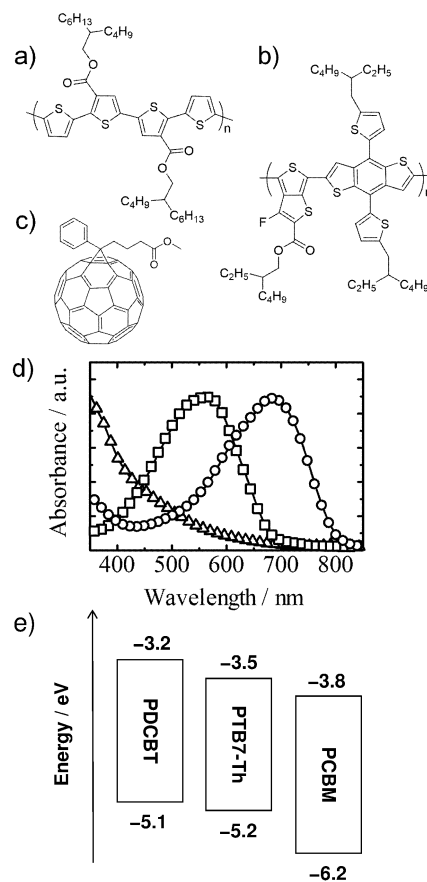 a)
C₆H₁₃
C₄H₉
O
O
S
S
S
S
n
O
O
C₄H₉
C₆H₁₃
b)
C₄H₉
C₂H₅
S
S
S
S
F
S
O
O
S
S
n
C₂H₅
C₄H₉
C₂H₅
C₄H₉
c)
O
O
d)
Absorbance / a.u.
400 500 600 700 800
Wavelength / nm
e)
Energy / eV
−3.2
−3.5
−3.8
PDCBT
PTB7-Th
PCBM
−5.1
−5.2
−6.2